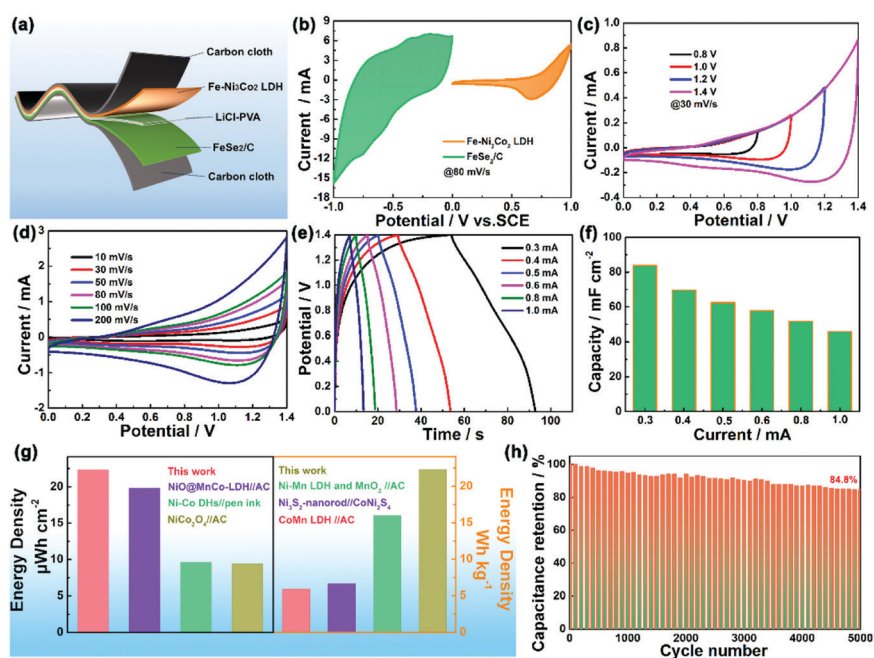 (a)
Carbon cloth
Fe-Ni3Co2 LDH
LiCl-PVA
FeSe2/C
Carbon cloth
(b)
Current / mA
6
3
0
-3
-6
-9
-12
-15
-18
-1.0
-0.5
0.0
0.5
1.0
Fe-Ni₃Co₂ LDH
FeSe₂/C
@80 mV/s
Potential / V vs.SCE
(c)
Current / mA
0.8
0.6
0.4
0.2
0.0
-0.2
-0.4
0.0
0.2
0.4
0.6
0.8
1.0
1.2
1.4
0.8 V
1.0 V
1.2 V
1.4 V
@30 mV/s
Potential / V
(d)
Current / mA
3
2
1
0
-1
-2
0.0
0.2
0.4
0.6
0.8
1.0
1.2
1.4
10 mV/s
30 mV/s
50 mV/s
80 mV/s
100 mV/s
200 mV/s
Potential / V
(e)
Potential / V
1.4
1.2
1.0
0.8
0.6
0.4
0.2
0.0
0
20
40
60
80
100
0.3 mA
0.4 mA
0.5 mA
0.6 mA
0.8 mA
1.0 mA
Time / s
(f)
Capacity / mF cm⁻²
100
80
60
40
20
0
0.3
0.4
0.5
0.6
0.8
1.0
Current / mA
(g)
Energy Density
μWh cm⁻²
20
15
10
5
0
This work
NiO@MnCo-LDH//AC
Ni-Co DHs//pen ink
NiCo₂O₄//AC
This work
Ni-Mn LDH and MnO₂ //AC
Ni₃S₂-nanorod//CoNi₂S₄
CoMn LDH //AC
20
15
10
5
0
Energy Density
Wh kg⁻¹
(h)
Capacitance retention / %
100
80
60
40
20
0
0
1000
2000
3000
4000
5000
84.8%
Cycle number